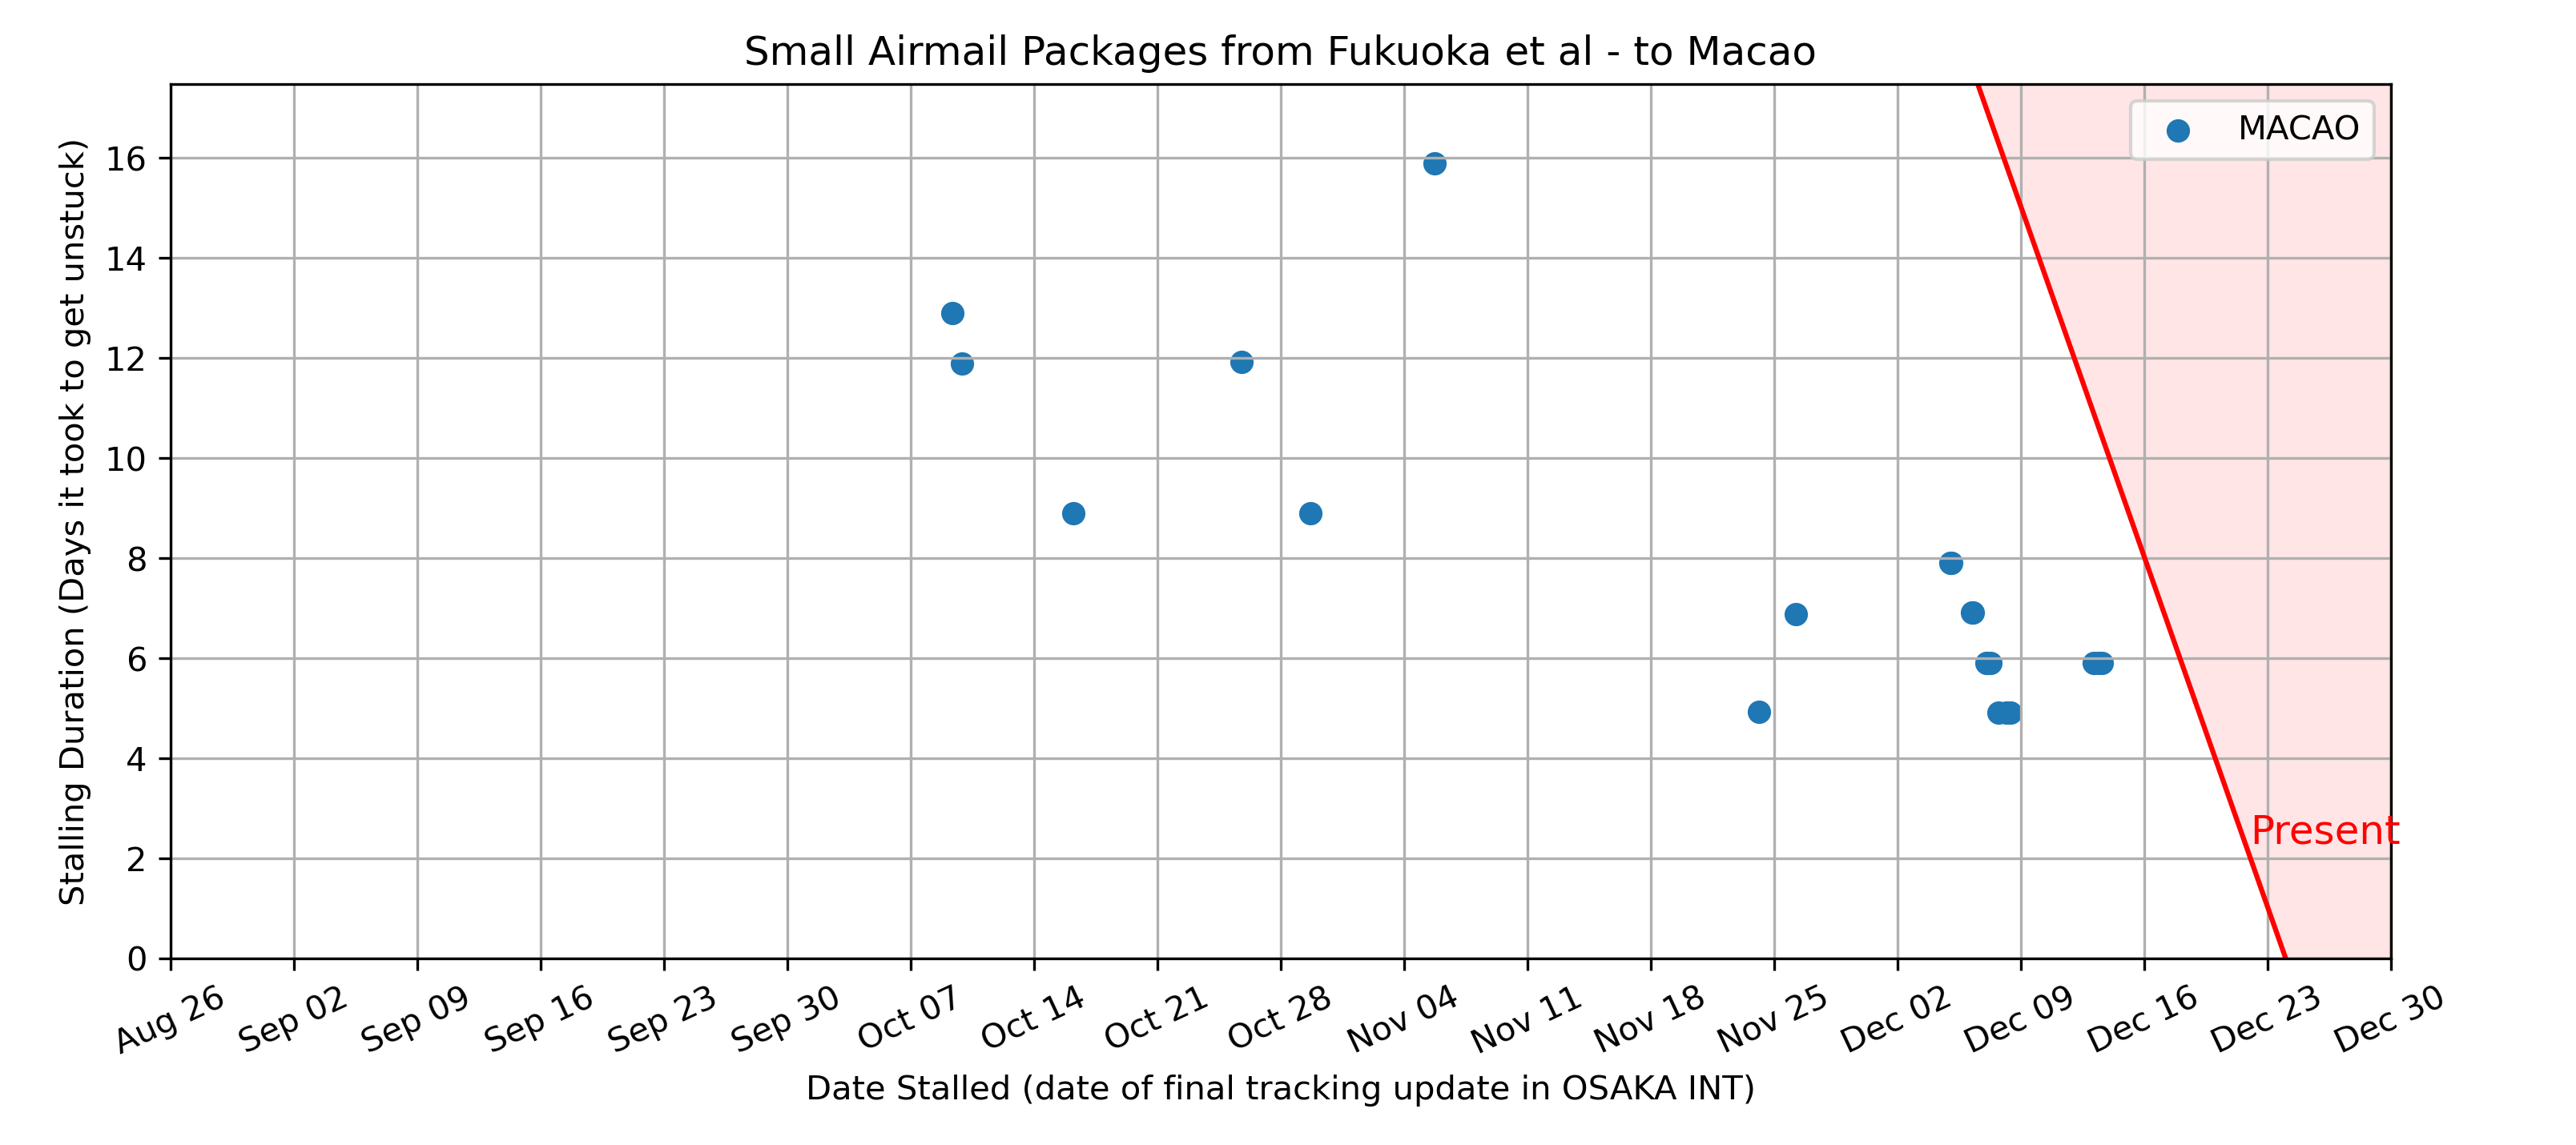 Small Airmail Packages from Fukuoka et al - to Macao
MACAO
Stalling Duration (Days it took to get unstuck)
16
14
12
10
8
6
4
2
0
Present
Aug 26
Sep 02
Sep 09
Sep 16
Sep 23
Sep 30
Oct 07
Oct 14
Oct 21
Oct 28
Nov 04
Nov 11
Nov 18
Nov 25
Dec 02
Dec 09
Dec 16
Dec 23
Dec 30
Date Stalled (date of final tracking update in OSAKA INT)